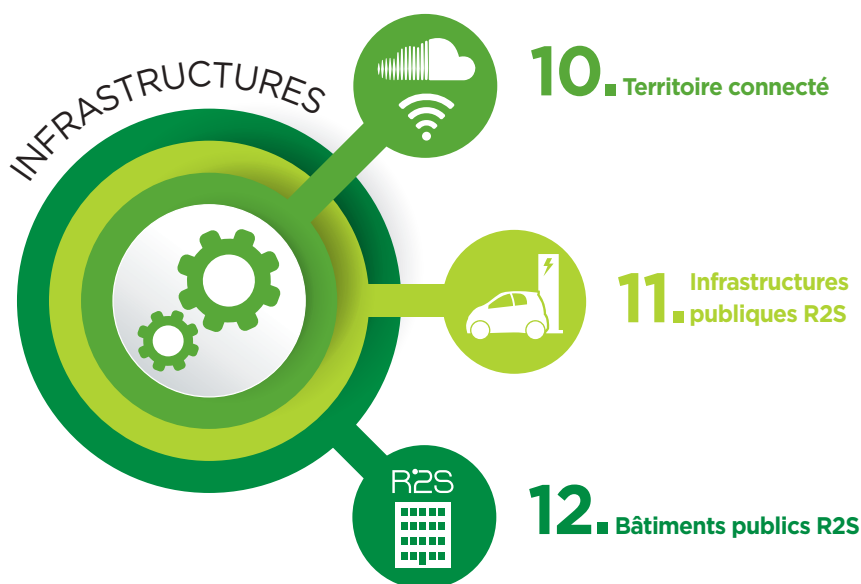 INFRASTRUCTURES
10. Territoire connecté
11. Infrastructures
publiques R2S
R2S
12. Bâtiments publics R2S